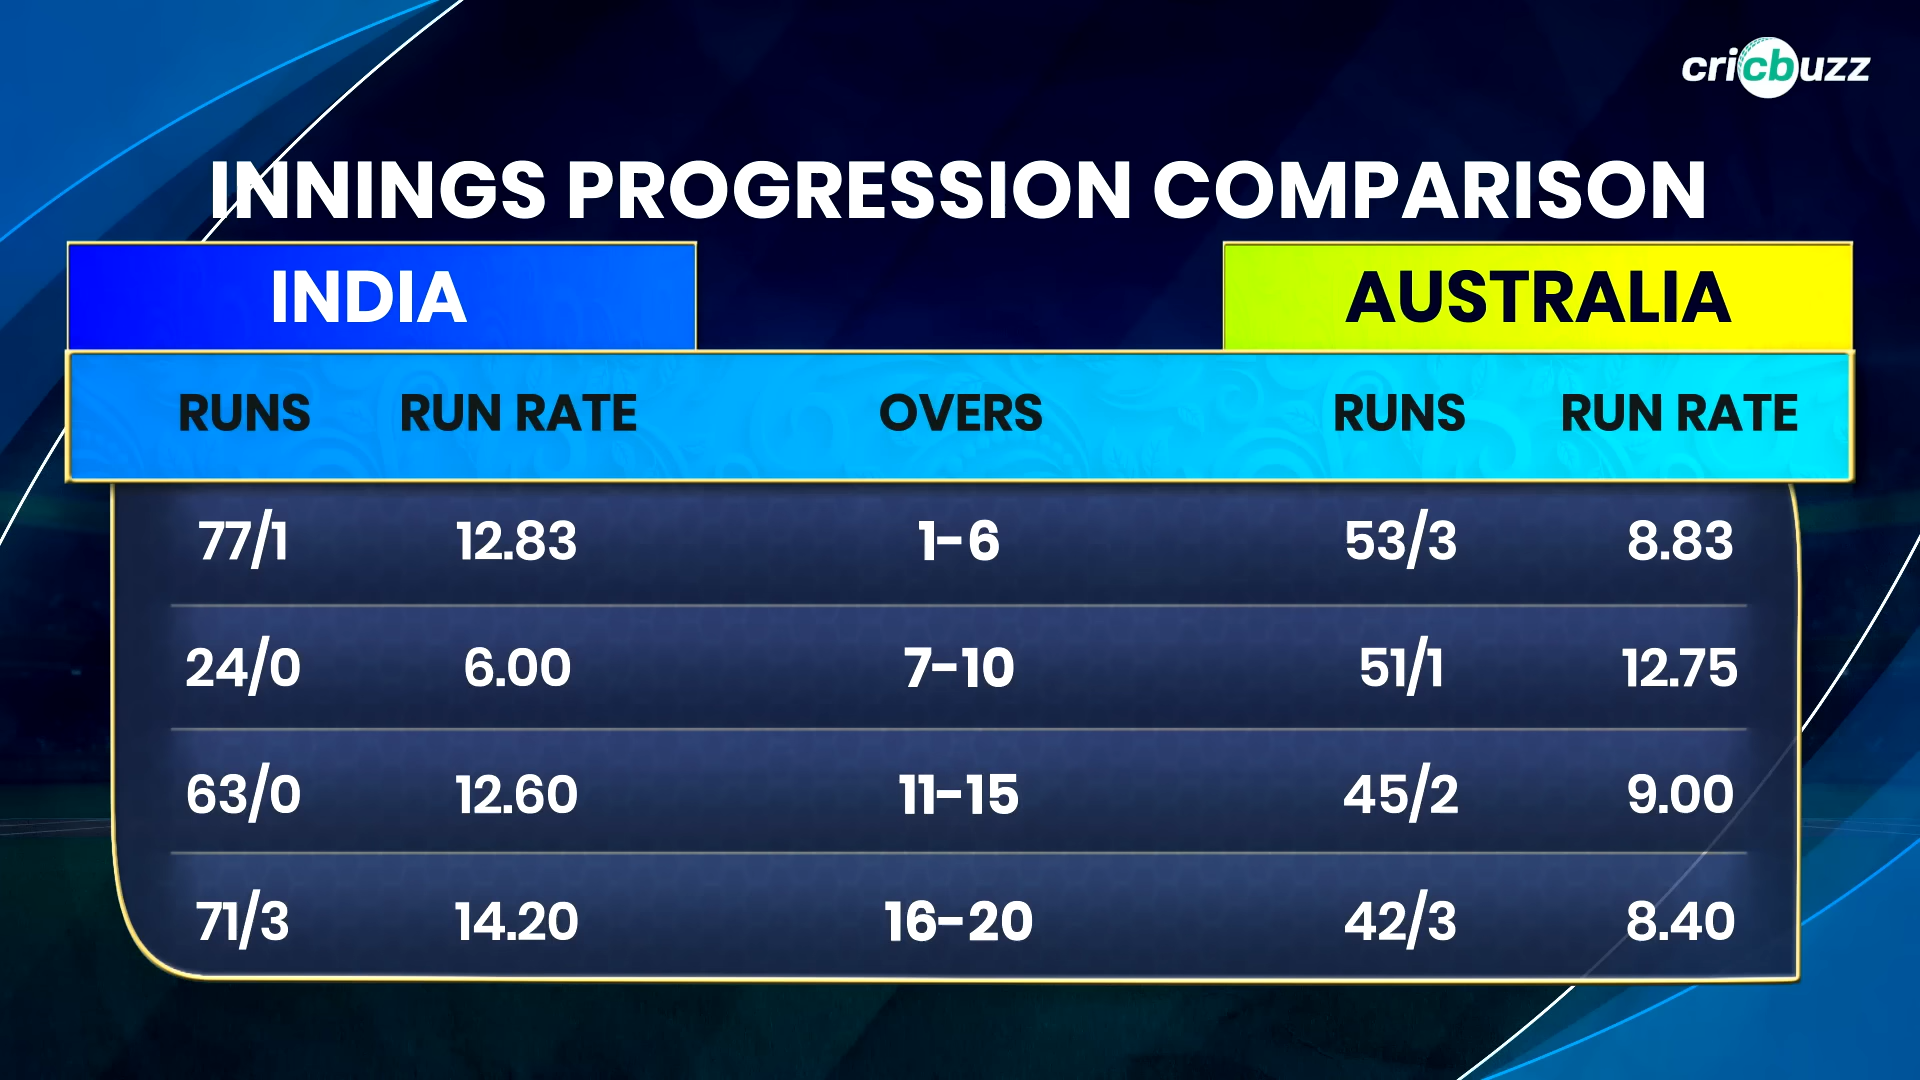 cricbuzz
INNINGS PROGRESSION COMPARISON
INDIA AUSTRALIA
RUNS RUN RATE OVERS RUNS RUN RATE
77/1 12.83 1-6 53/3 8.83
24/0 6.00 7-10 51/1 12.75
63/0 12.60 11-15 45/2 9.00
71/3 14.20 16-20 42/3 8.40